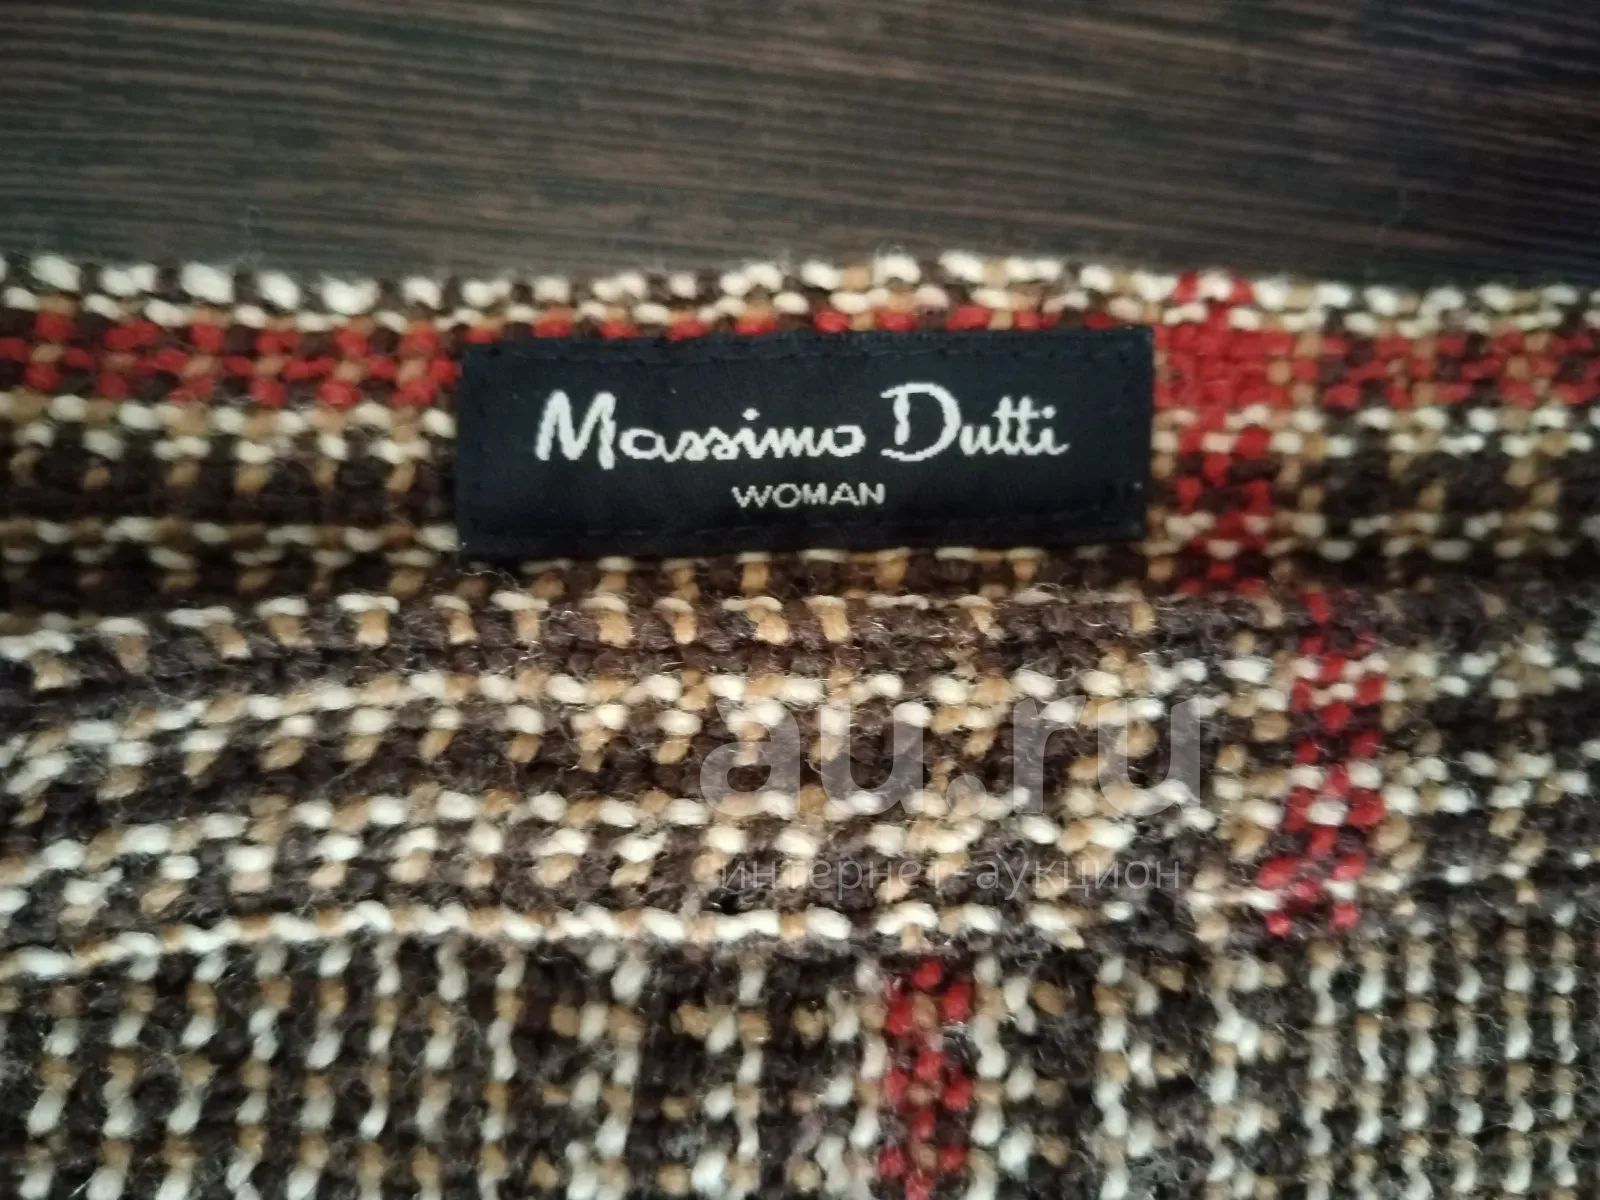 Massimo Dutti
WOMAN
au.ru
интернет-аукцион